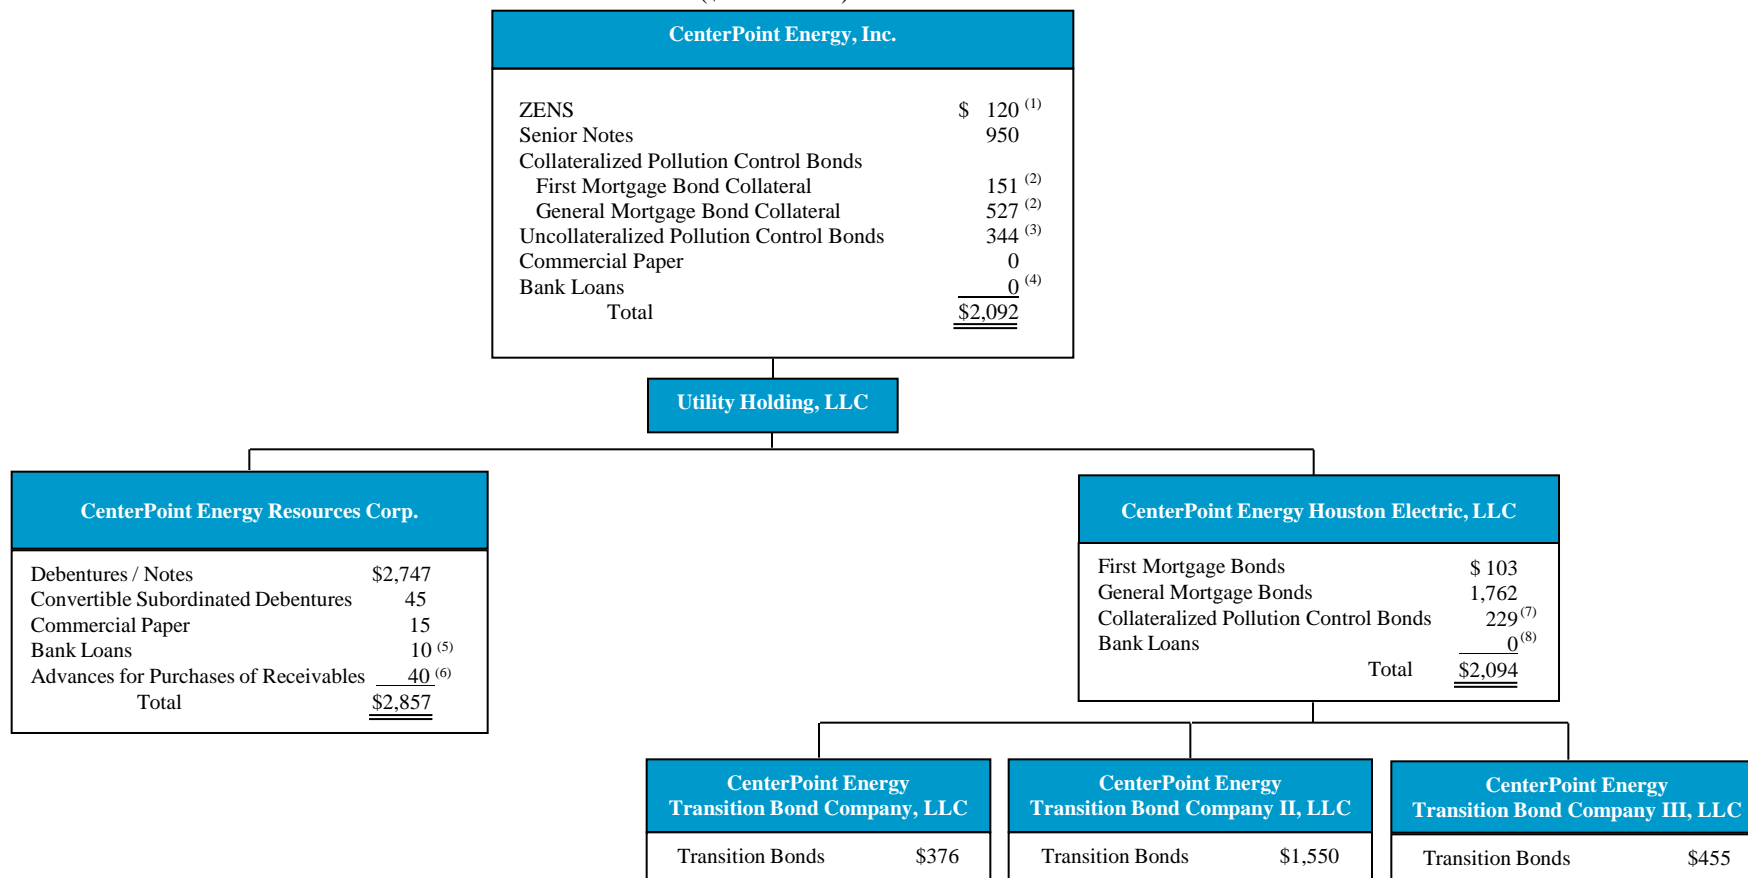 CenterPoint Energy, Inc.
ZENS $ 120 (1)
Senior Notes 950
Collateralized Pollution Control Bonds
First Mortgage Bond Collateral 151 (2)
General Mortgage Bond Collateral 527 (2)
Uncollateralized Pollution Control Bonds 344 (3)
Commercial Paper 0
Bank Loans 0 (4)
Total $2,092
Utility Holding, LLC
CenterPoint Energy Resources Corp.
Debentures / Notes $2,747
Convertible Subordinated Debentures 45
Commercial Paper 15
Bank Loans 10 (5)
Advances for Purchases of Receivables 40 (6)
Total $2,857
CenterPoint Energy Houston Electric, LLC
First Mortgage Bonds $ 103
General Mortgage Bonds 1,762
Collateralized Pollution Control Bonds 229 (7)
Bank Loans 0 (8)
Total $2,094
CenterPoint Energy
Transition Bond Company, LLC
Transition Bonds $376
CenterPoint Energy
Transition Bond Company II, LLC
Transition Bonds $1,550
CenterPoint Energy
Transition Bond Company III, LLC
Transition Bonds $455